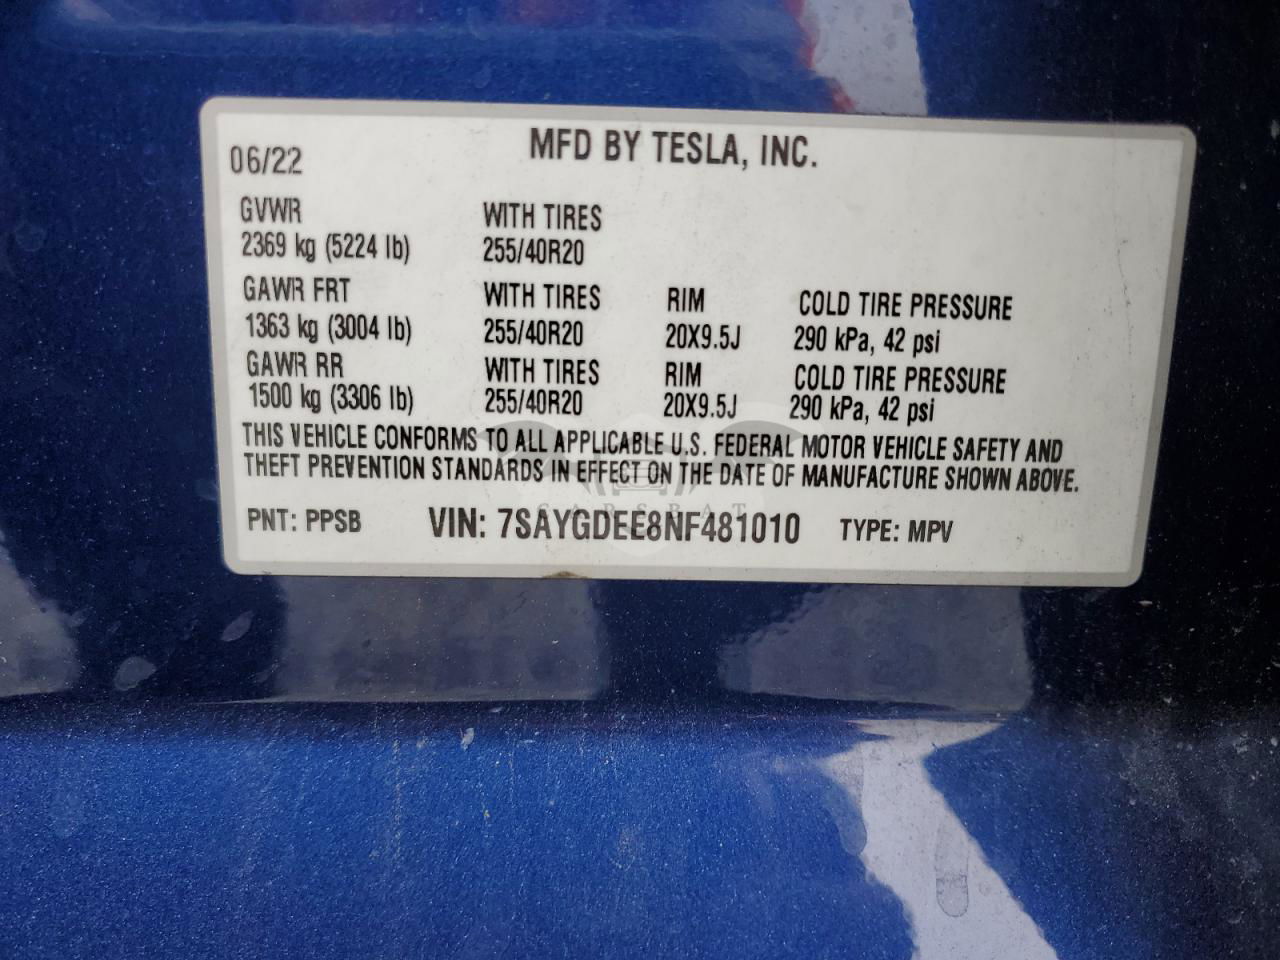 MFD BY TESLA, INC.
06/22
GVWR WITH TIRES
2369 kg (5224 lb) 255/40R20
GAWR FRT WITH TIRES RIM COLD TIRE PRESSURE
1363 kg (3004 lb) 255/40R20 20X9.5J 290 kPa, 42 psi
GAWR RR WITH TIRES RIM COLD TIRE PRESSURE
1500 kg (3306 lb) 255/40R20 20X9.5J 290 kPa, 42 psi
THIS VEHICLE CONFORMS TO ALL APPLICABLE U.S. FEDERAL MOTOR VEHICLE SAFETY AND
THEFT PREVENTION STANDARDS IN EFFECT ON THE DATE OF MANUFACTURE SHOWN ABOVE.
CARSBAT
PNT: PPSB VIN: 7SAYGDEE8NF481010 TYPE: MPV